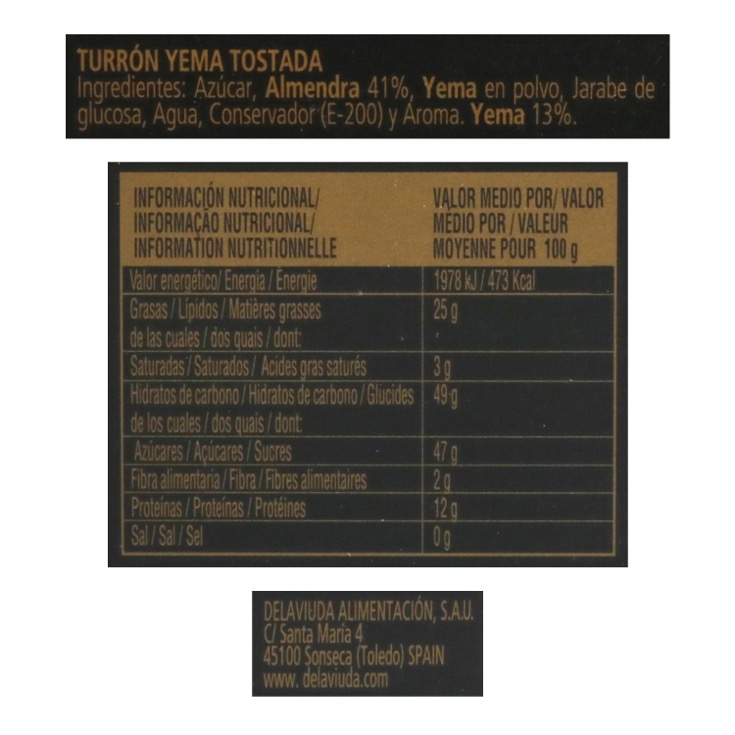 TURRÓN YEMA TOSTADA
Ingredientes: Azúcar, Almendra 41%, Yema en polvo, Jarabe de
glucosa, Agua, Conservador (E-200) y Aroma. Yema 13%.
INFORMACIÓN NUTRICIONAL/
INFORMAÇÃO NUTRICIONAL/
INFORMATION NUTRITIONNELLE
VALOR MEDIO POR/ VALOR
MÉDIO POR / VALEUR
MOYENNE POUR 100 g
Valor energético/ Energia / Énergie 1978 kJ / 473 Kcal
Grasas / Lípidos / Matières grasses 25 g
de las cuales / dos quais / dont:
Saturadas / Saturados / Acides gras saturés 3 g
Hidratos de carbono / Hidratos de carbono / Glucides 49 g
de los cuales / dos quais / dont:
Azúcares / Açúcares / Sucres 47 g
Fibra alimentaria / Fibra / Fibres alimentaires 2 g
Proteínas / Proteínas / Protéines 12 g
Sal / Sal / Sel 0 g
DELAVIUDA ALIMENTACIÓN, S.A.U.
C/ Santa María 4
45100 Sonseca (Toledo) SPAIN
www. delaviuda.com